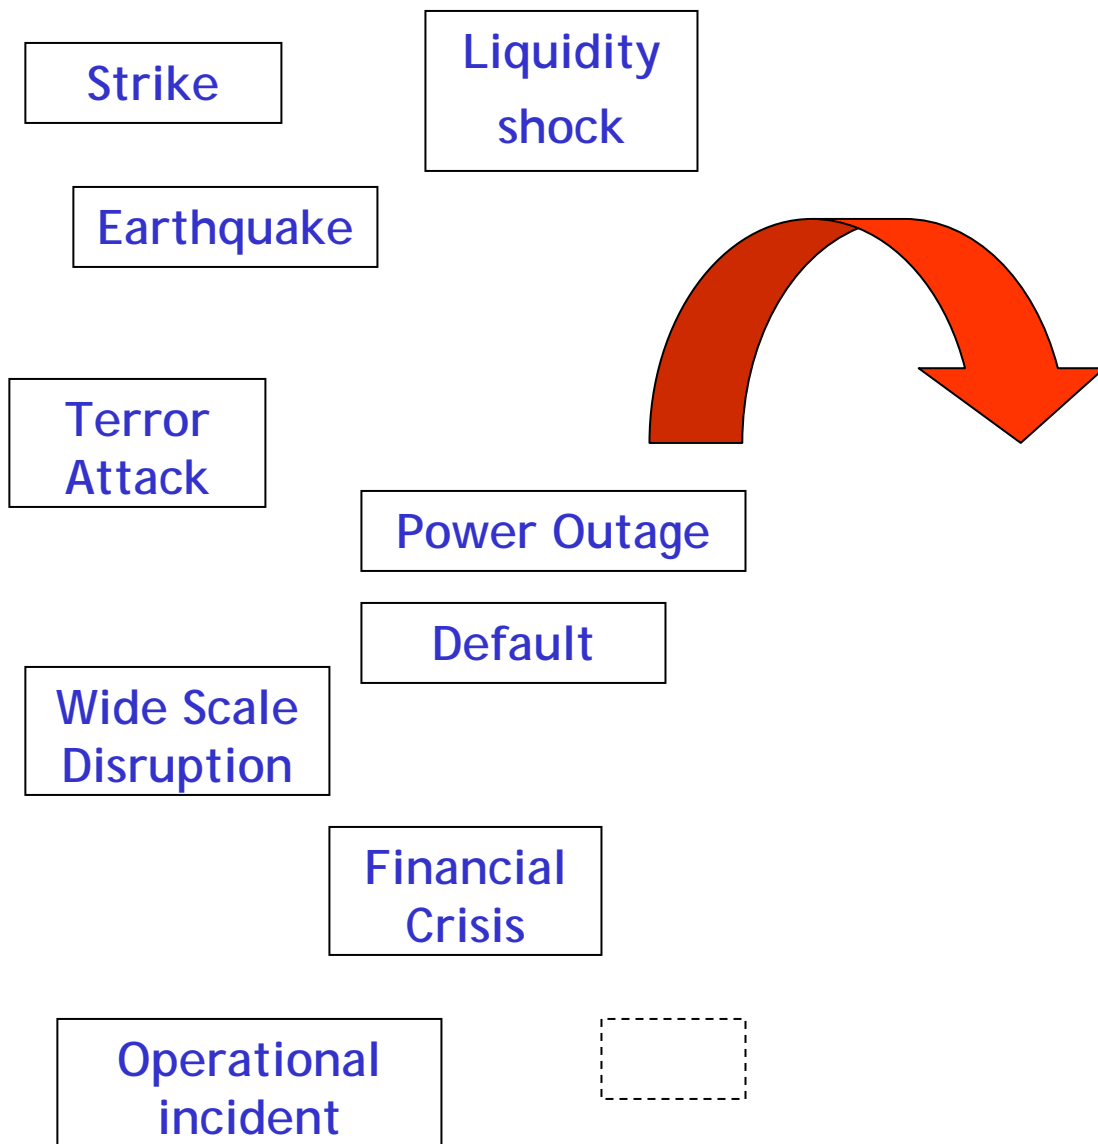 Strike
Liquidity
shock
Earthquake
Terror
Attack
Power Outage
Default
Wide Scale
Disruption
Financial
Crisis
Operational
incident